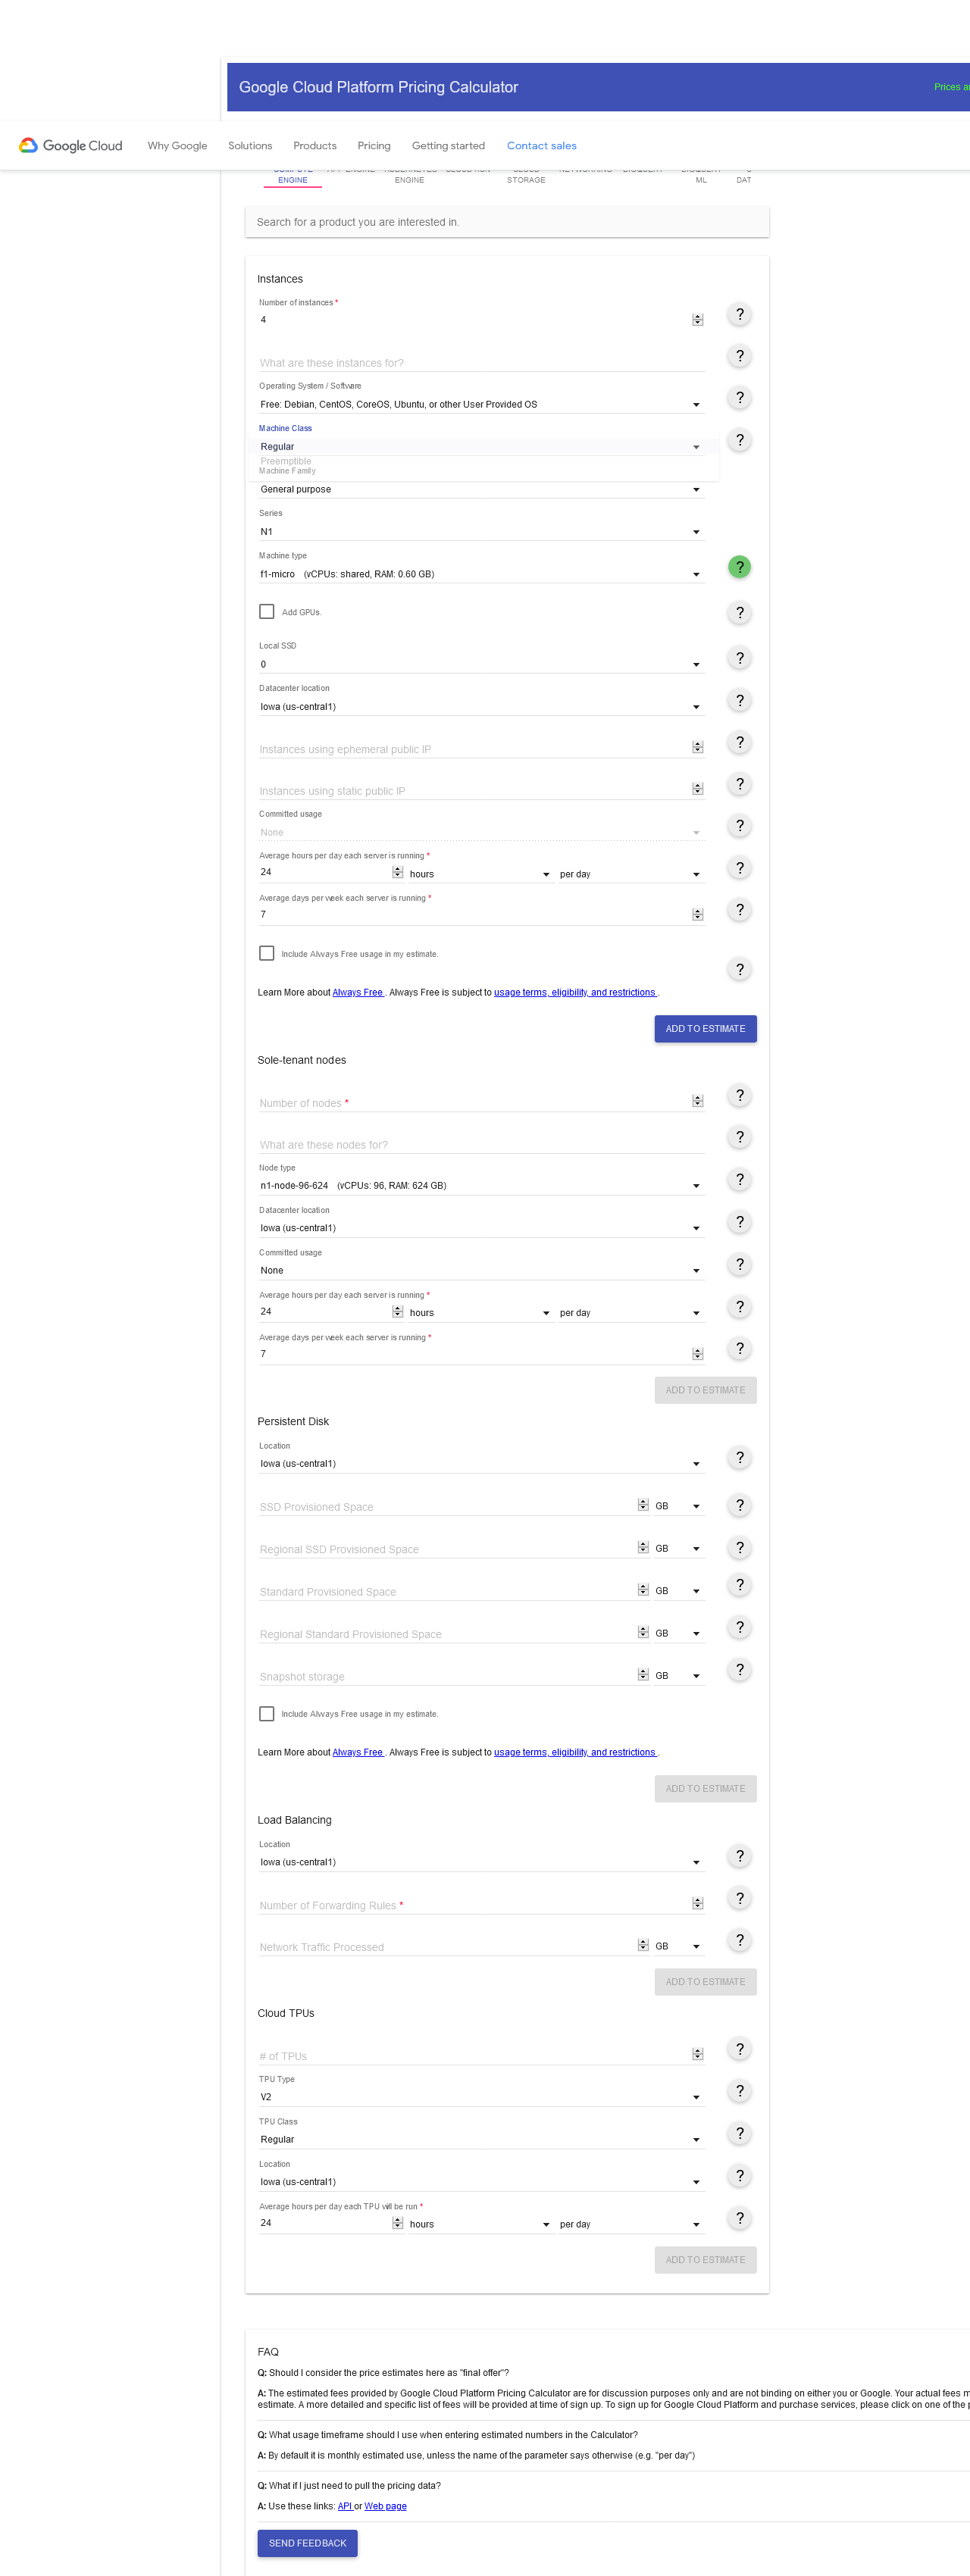 Google Cloud Platform Pricing Calculator
Prices a
Google Cloud Why Google Solutions Products Pricing Getting started Contact sales
COMPUTE ENGINE
APP ENGINE
KUBERNETES ENGINE
CLOUD RUN
CLOUD STORAGE
NETWORKING
BIGQUERY
BIGQUERY ML
DAT
Search for a product you are interested in.
Instances
Number of instances *
4
?
What are these instances for?
?
Operating System / Software
Free: Debian, CentOS, CoreOS, Ubuntu, or other User Provided OS
?
Machine Class
Regular
?
Preemptible
Machine Family
General purpose
Series
N1
Machine type
f1-micro (vCPUs: shared, RAM: 0.60 GB)
?
Add GPUs.
?
Local SSD
0
?
Datacenter location
Iowa (us-central1)
?
Instances using ephemeral public IP
?
Instances using static public IP
?
Committed usage
None
?
Average hours per day each server is running *
24 hours per day
?
Average days per week each server is running *
7
?
Include Always Free usage in my estimate.
?
Learn More about Always Free . Always Free is subject to usage terms, eligibility, and restrictions .
ADD TO ESTIMATE
Sole-tenant nodes
Number of nodes *
?
What are these nodes for?
?
Node type
n1-node-96-624 (vCPUs: 96, RAM: 624 GB)
?
Datacenter location
Iowa (us-central1)
?
Committed usage
None
?
Average hours per day each server is running *
24 hours per day
?
Average days per week each server is running *
7
?
ADD TO ESTIMATE
Persistent Disk
Location
Iowa (us-central1)
?
SSD Provisioned Space GB
?
Regional SSD Provisioned Space GB
?
Standard Provisioned Space GB
?
Regional Standard Provisioned Space GB
?
Snapshot storage GB
?
Include Always Free usage in my estimate.
Learn More about Always Free . Always Free is subject to usage terms, eligibility, and restrictions .
ADD TO ESTIMATE
Load Balancing
Location
Iowa (us-central1)
?
Number of Forwarding Rules *
?
Network Traffic Processed GB
?
ADD TO ESTIMATE
Cloud TPUs
# of TPUs
?
TPU Type
V2
?
TPU Class
Regular
?
Location
Iowa (us-central1)
?
Average hours per day each TPU will be run *
24 hours per day
?
ADD TO ESTIMATE
FAQ
Q: Should I consider the price estimates here as "final offer"?
A: The estimated fees provided by Google Cloud Platform Pricing Calculator are for discussion purposes only and are not binding on either you or Google. Your actual fees m
estimate. A more detailed and specific list of fees will be provided at time of sign up. To sign up for Google Cloud Platform and purchase services, please click on one of the p
Q: What usage timeframe should I use when entering estimated numbers in the Calculator?
A: By default it is monthly estimated use, unless the name of the parameter says otherwise (e.g. "per day")
Q: What if I just need to pull the pricing data?
A: Use these links: API or Web page
SEND FEEDBACK